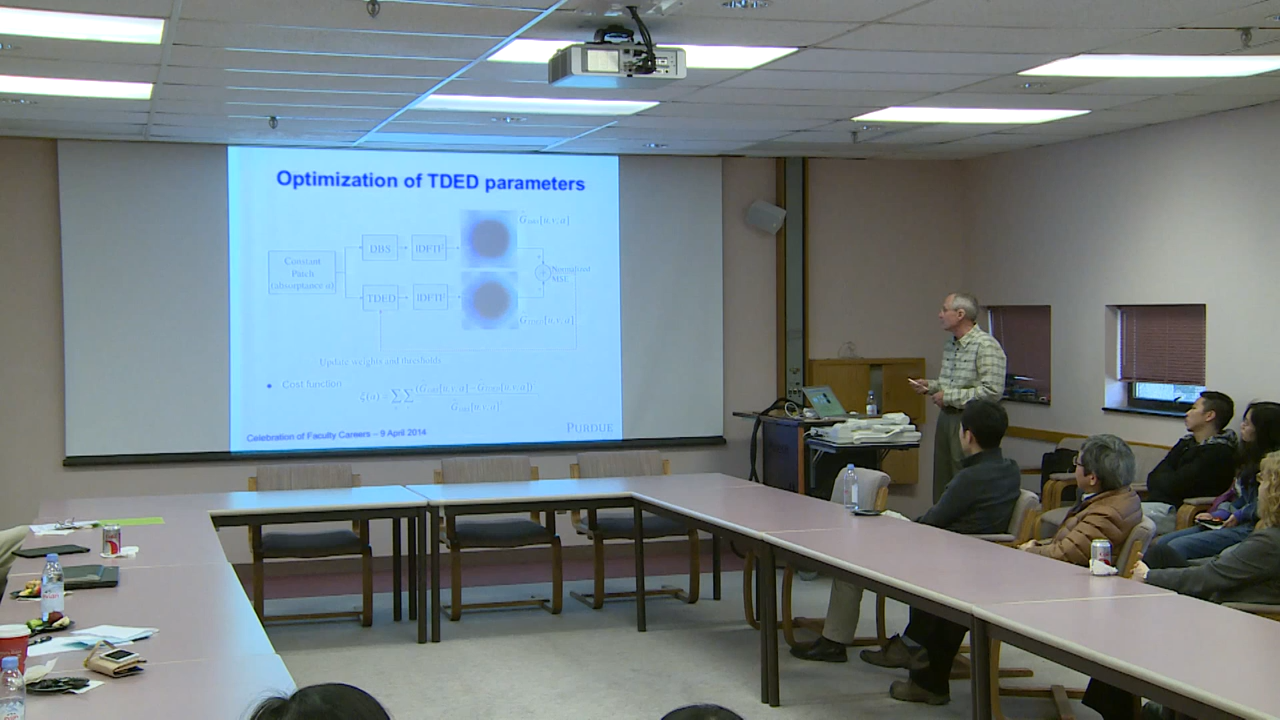 Optimization of TDED parameters
Constant
Patch
(absorptance a)
DBS
IDFT
TDED
IDFT
Normalized
MSE
Update weights and thresholds
• Cost function
Celebration of Faculty Careers – 9 April 2014
PURDUE